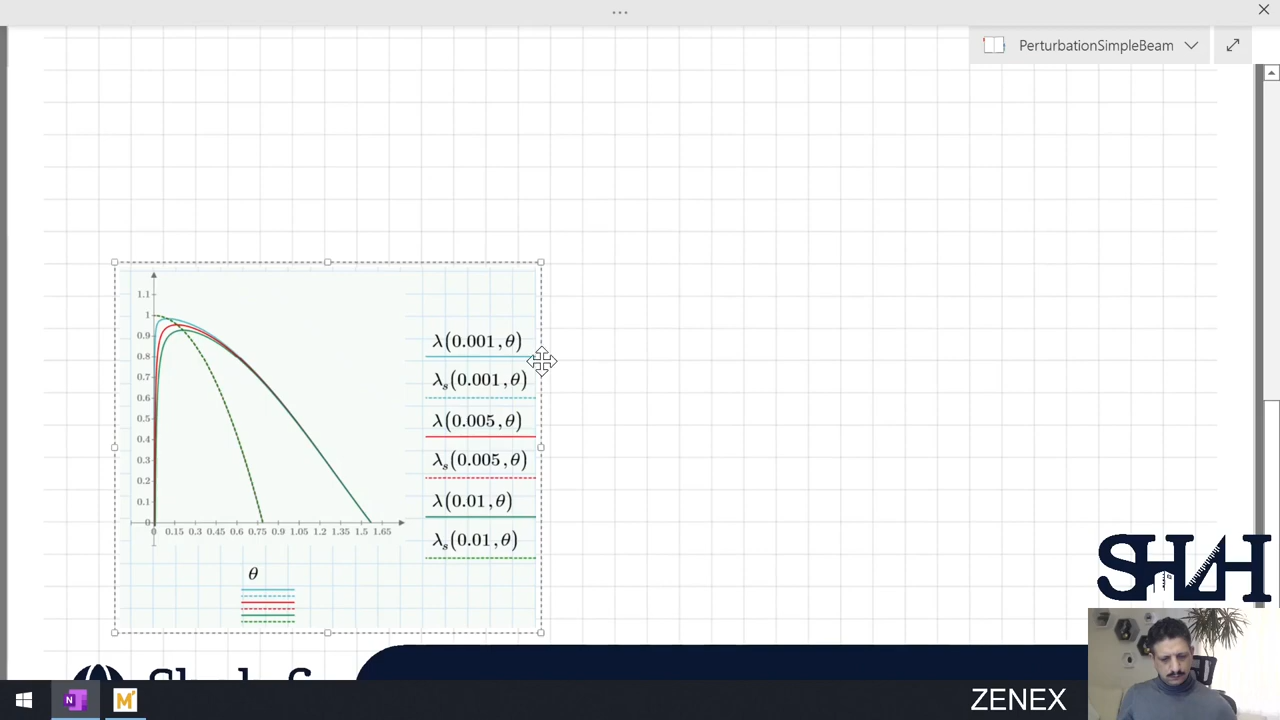 ...
PerturbationSimpleBeam
1.1
1
0.9
0.8
0.7
0.6
0.5
0.4
0.3
0.2
0.1
0
0 0.15 0.3 0.45 0.6 0.75 0.9 1.05 1.2 1.35 1.5 1.65
θ
λ(0.001, θ)
λₛ(0.001, θ)
λ(0.005, θ)
λₛ(0.005, θ)
λ(0.01, θ)
λₛ(0.01, θ)
SHZH
N
M
ZENEX